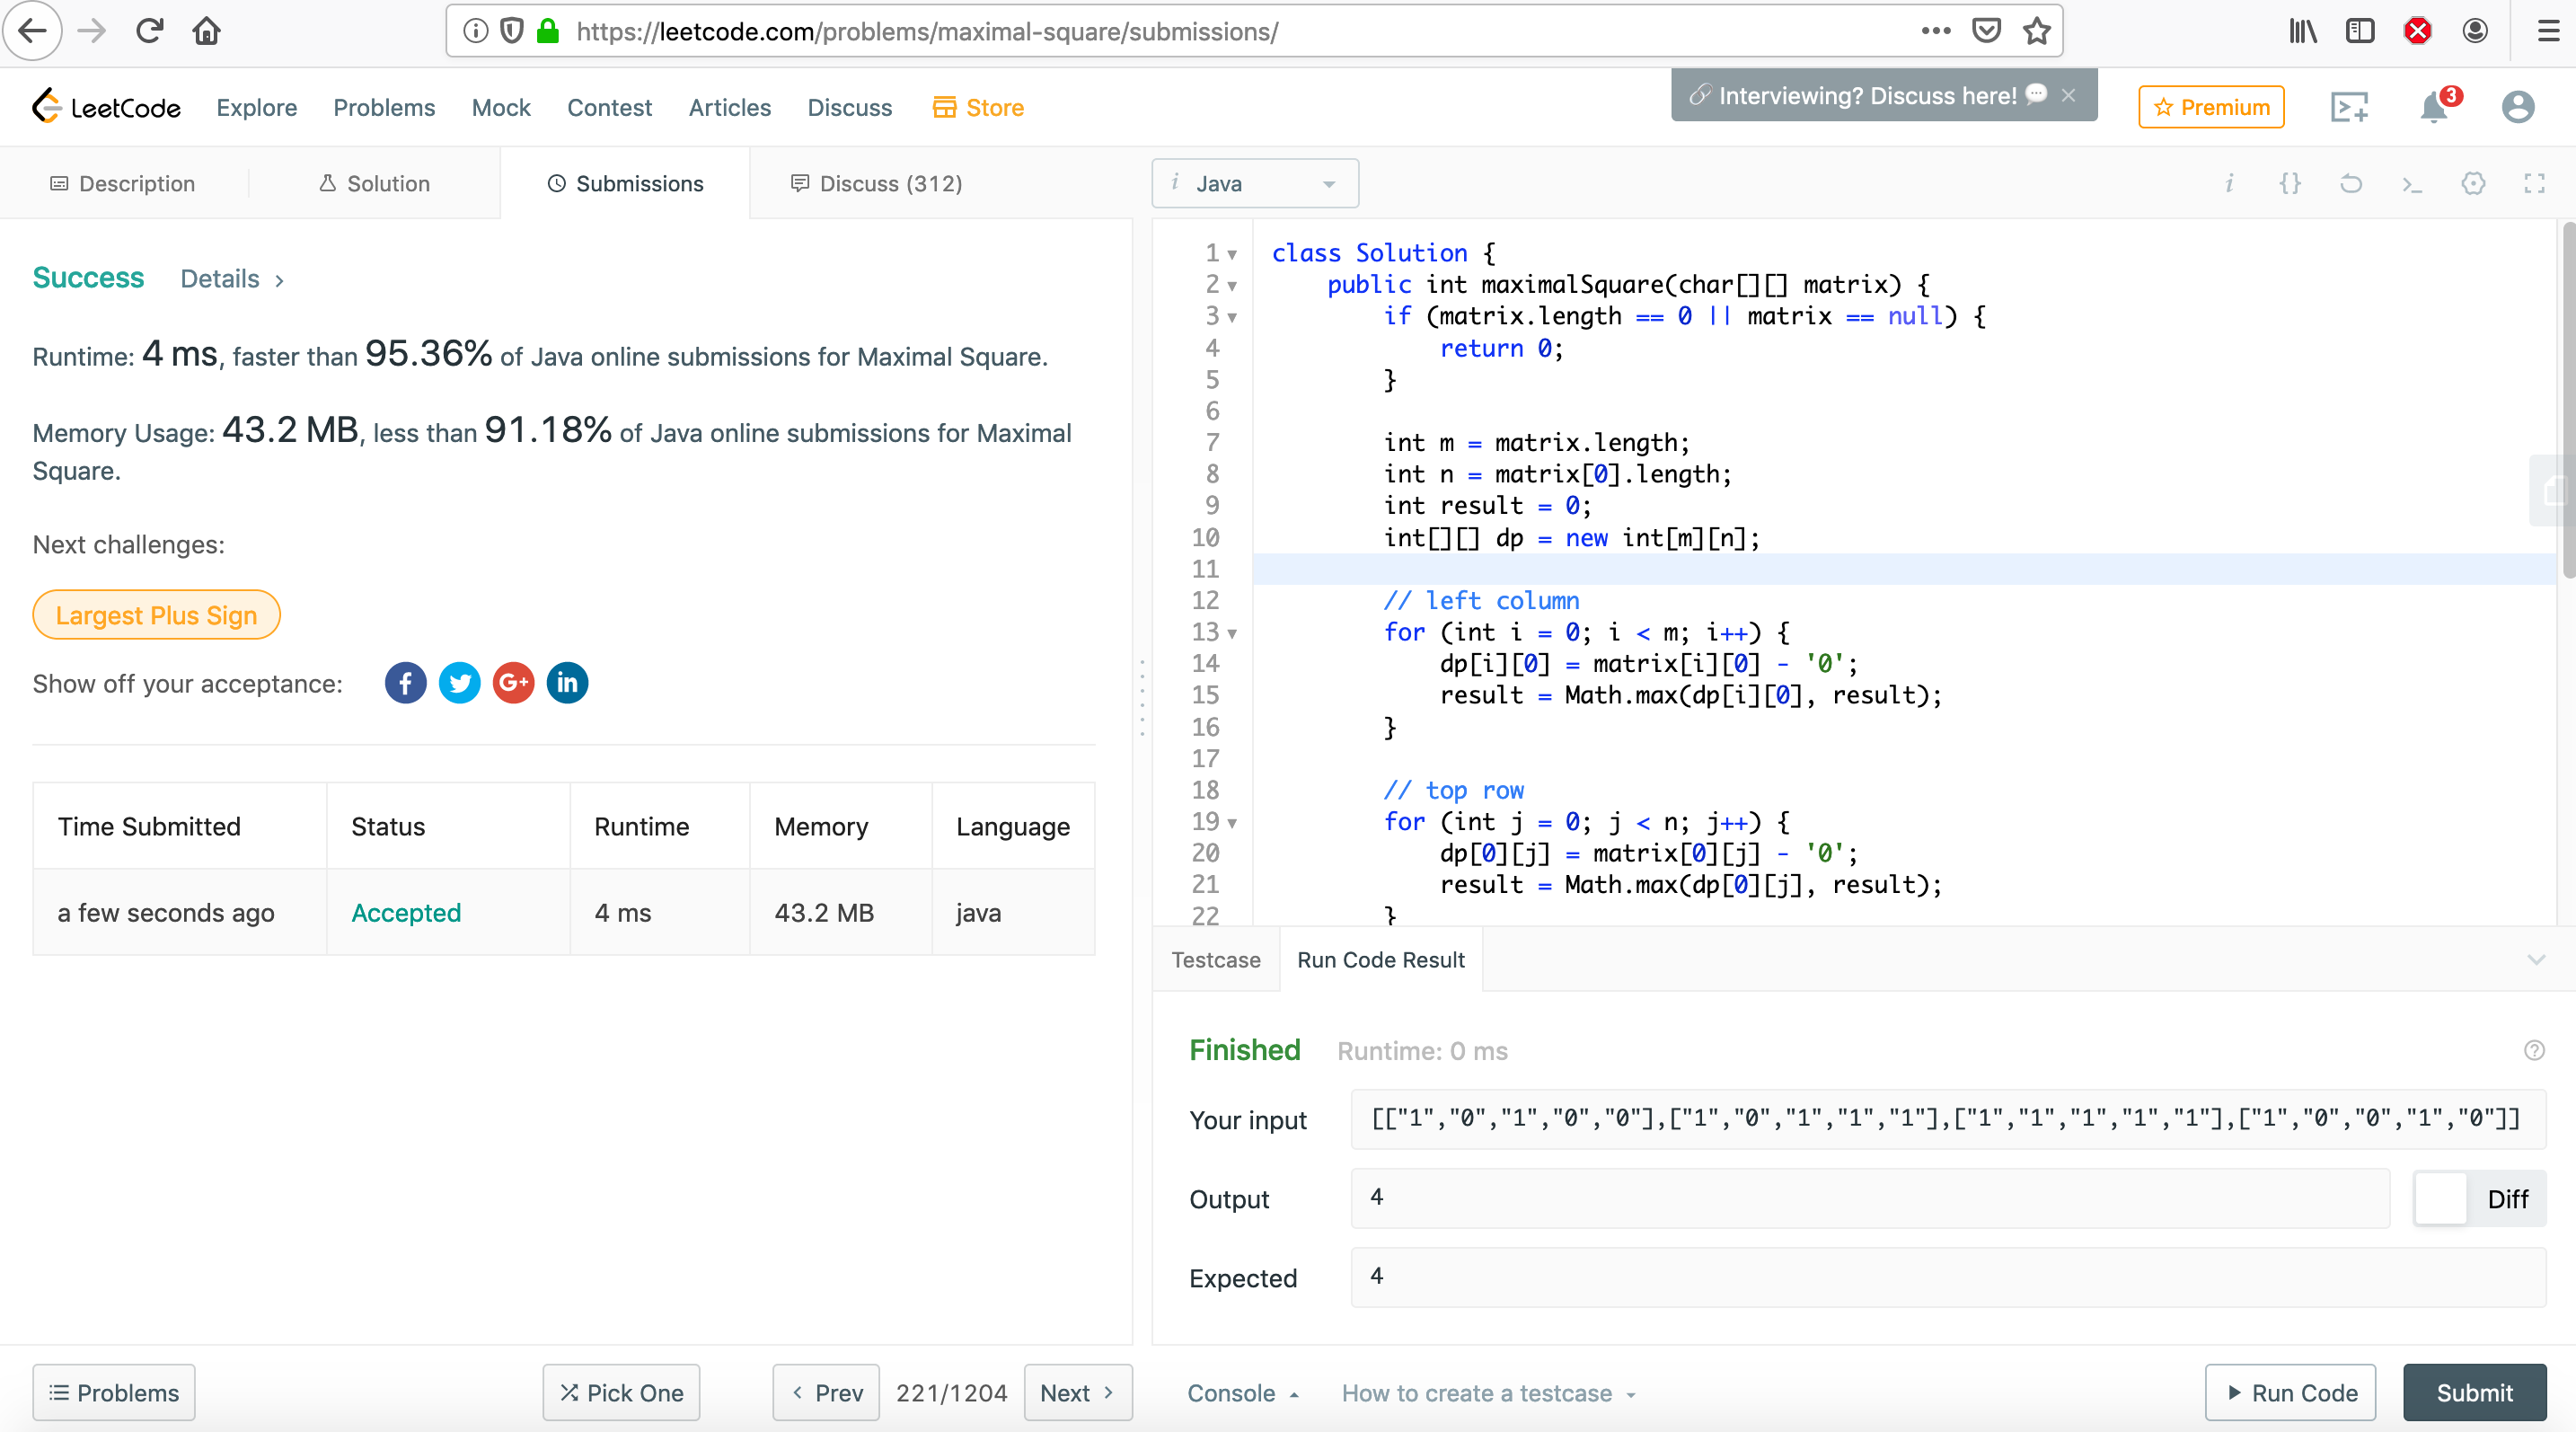 https://leetcode.com/problems/maximal-square/submissions/
LeetCode Explore Problems Mock Contest Articles Discuss Store
Interviewing? Discuss here!
Premium
3
Description Solution Submissions Discuss (312)
Success Details
Runtime: 4 ms, faster than 95.36% of Java online submissions for Maximal Square.
Memory Usage: 43.2 MB, less than 91.18% of Java online submissions for Maximal
Square.
Next challenges:
Largest Plus Sign
Show off your acceptance:
Time Submitted Status Runtime Memory Language
a few seconds ago Accepted 4 ms 43.2 MB java
i Java
1 class Solution {
2     public int maximalSquare(char[][] matrix) {
3         if (matrix.length == 0 || matrix == null) {
4             return 0;
5         }
6
7         int m = matrix.length;
8         int n = matrix[0].length;
9         int result = 0;
10         int[][] dp = new int[m][n];
11
12         // left column
13         for (int i = 0; i < m; i++) {
14             dp[i][0] = matrix[i][0] - '0';
15             result = Math.max(dp[i][0], result);
16         }
17
18         // top row
19         for (int j = 0; j < n; j++) {
20             dp[0][j] = matrix[0][j] - '0';
21             result = Math.max(dp[0][j], result);
22         }
Testcase Run Code Result
Finished Runtime: 0 ms
Your input [["1","0","1","0","0"],["1","0","1","1","1"],["1","1","1","1","1"],["1","0","0","1","0"]]
Output 4 Diff
Expected 4
Problems Pick One Prev 221/1204 Next
Console How to create a testcase Run Code Submit